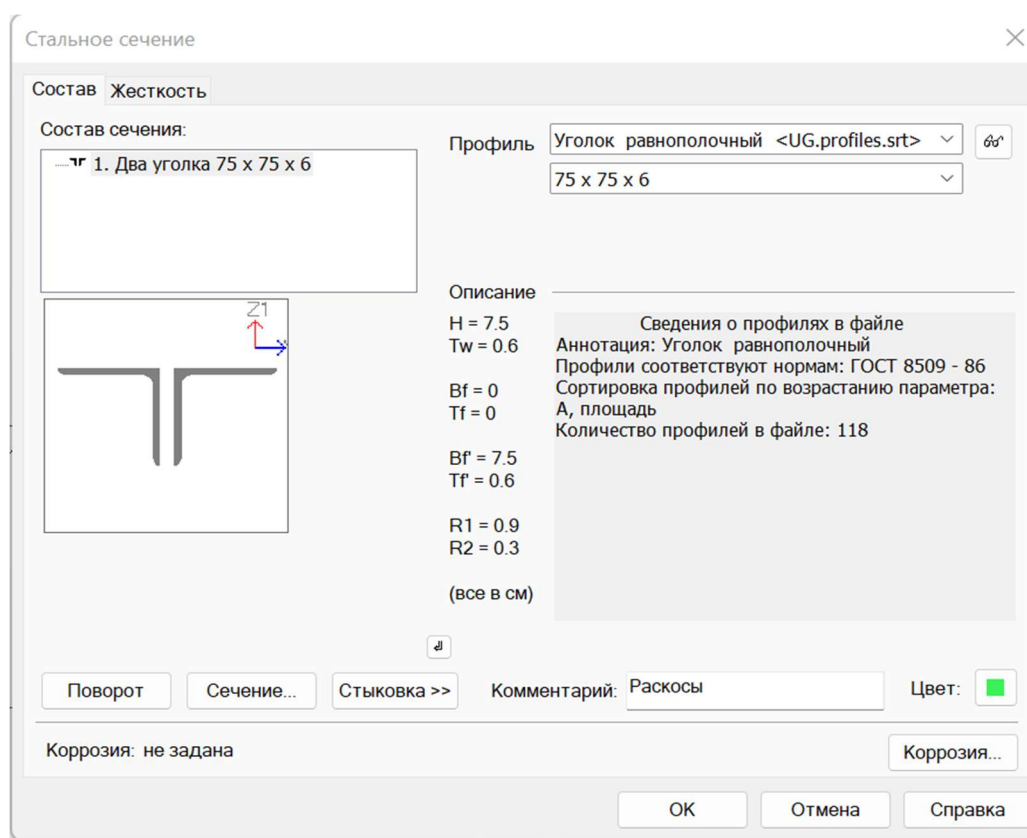 Стальное сечение
Состав Жесткость
Состав сечения:
1. Два уголка 75 x 75 x 6
Профиль Уголок равнополочный <UG.profiles.srt>
75 x 75 x 6
Z1
Описание
H = 7.5
Tw = 0.6
Bf = 0
Tf = 0
Bf' = 7.5
Tf' = 0.6
R1 = 0.9
R2 = 0.3
(все в см)
Сведения о профилях в файле
Аннотация: Уголок равнополочный
Профили соответствуют нормам: ГОСТ 8509 - 86
Сортировка профилей по возрастанию параметра:
A, площадь
Количество профилей в файле: 118
Поворот Сечение... Стыковка >> Комментарий: Раскосы Цвет:
Коррозия: не задана Коррозия...
OK Отмена Справка